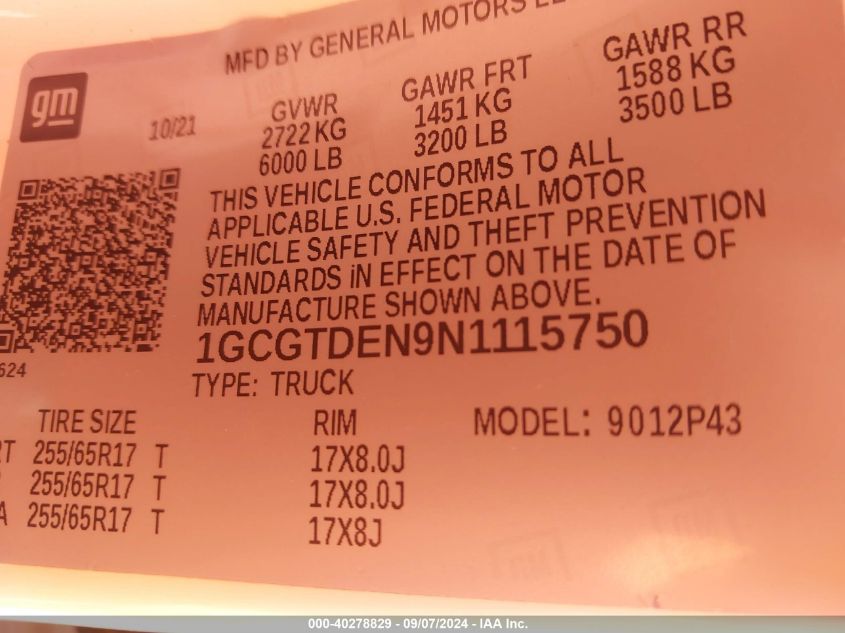 MFD BY GENERAL MOTORS
gm
10/21
GVWR GAWR FRT GAWR RR
2722 KG 1451 KG 1588 KG
6000 LB 3200 LB 3500 LB
THIS VEHICLE CONFORMS TO ALL
APPLICABLE U.S. FEDERAL MOTOR
VEHICLE SAFETY AND THEFT PREVENTION
STANDARDS iN EFFECT ON THE DATE OF
MANUFACTURE SHOWN ABOVE.
1GCGTDEN9N1115750
624
TYPE: TRUCK
TIRE SIZE RIM MODEL: 9012P43
255/65R17 T 17X8.0J
255/65R17 T 17X8.0J
255/65R17 T 17X8J
000-40278829 - 09/07/2024 - IAA Inc.